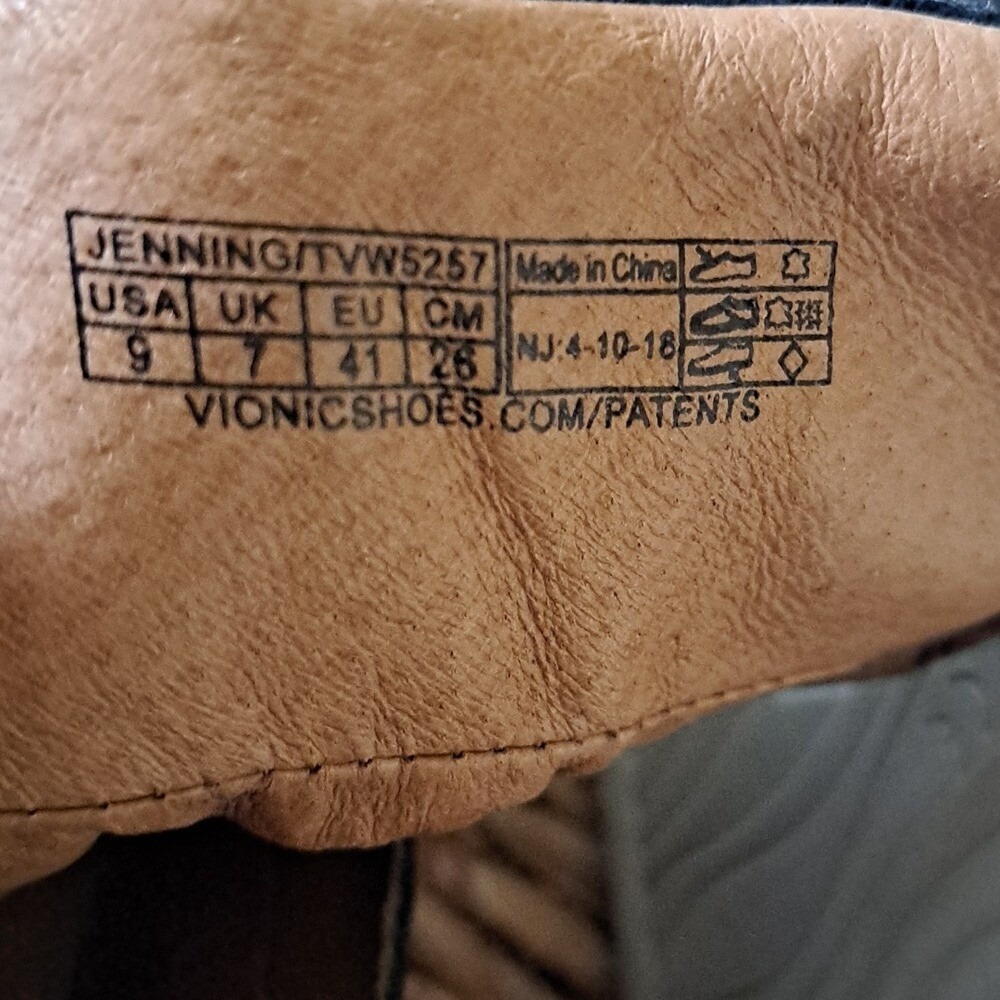 JENNING/TVW5257
USA UK EU CM
9 7 41 26
Made in China
NJ:4-10-18
VIONICSHOES.COM/PATENTS